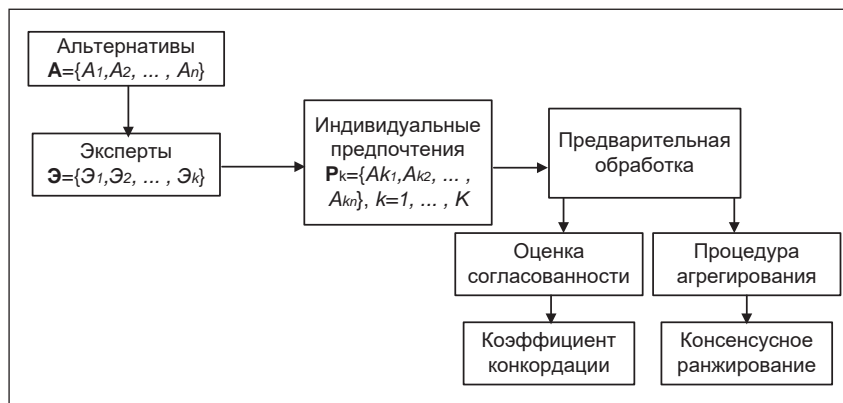 Альтернативы
A={A1,A2, ... , An}
Эксперты
Э={Э1,Э2, ... , Эk}
Индивидуальные
предпочтения
Pk={Ak1,Ak2, ... ,
Akn}, k=1, ... , K
Предварительная
обработка
Оценка
согласованности
Процедура
агрегирования
Коэффициент
конкордации
Консенсусное
ранжирование